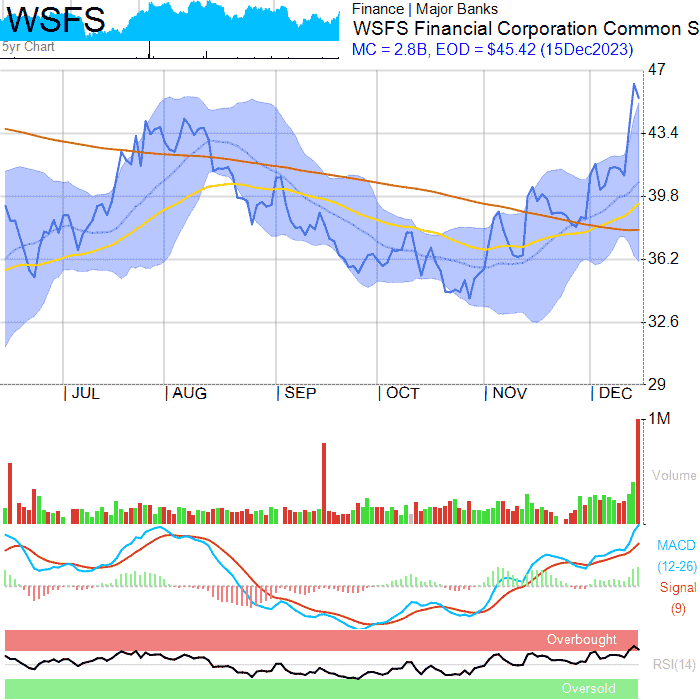 WSFS
5yr Chart
Finance | Major Banks
WSFS Financial Corporation Common S
MC = 2.8B, EOD = $45.42 (15Dec2023)
47
43.4
39.8
36.2
32.6
29
| JUL | AUG | SEP | OCT | NOV | DEC
1M
Volume
MACD
(12-26)
Signal
(9)
Overbought
RSI(14)
Oversold